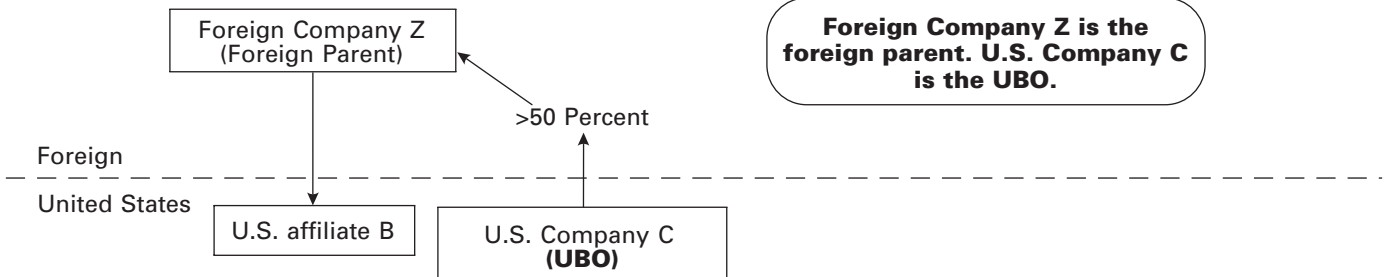 Foreign Company Z
(Foreign Parent)
Foreign Company Z is the
foreign parent. U.S. Company C
is the UBO.
>50 Percent
Foreign
United States
U.S. affiliate B
U.S. Company C
(UBO)